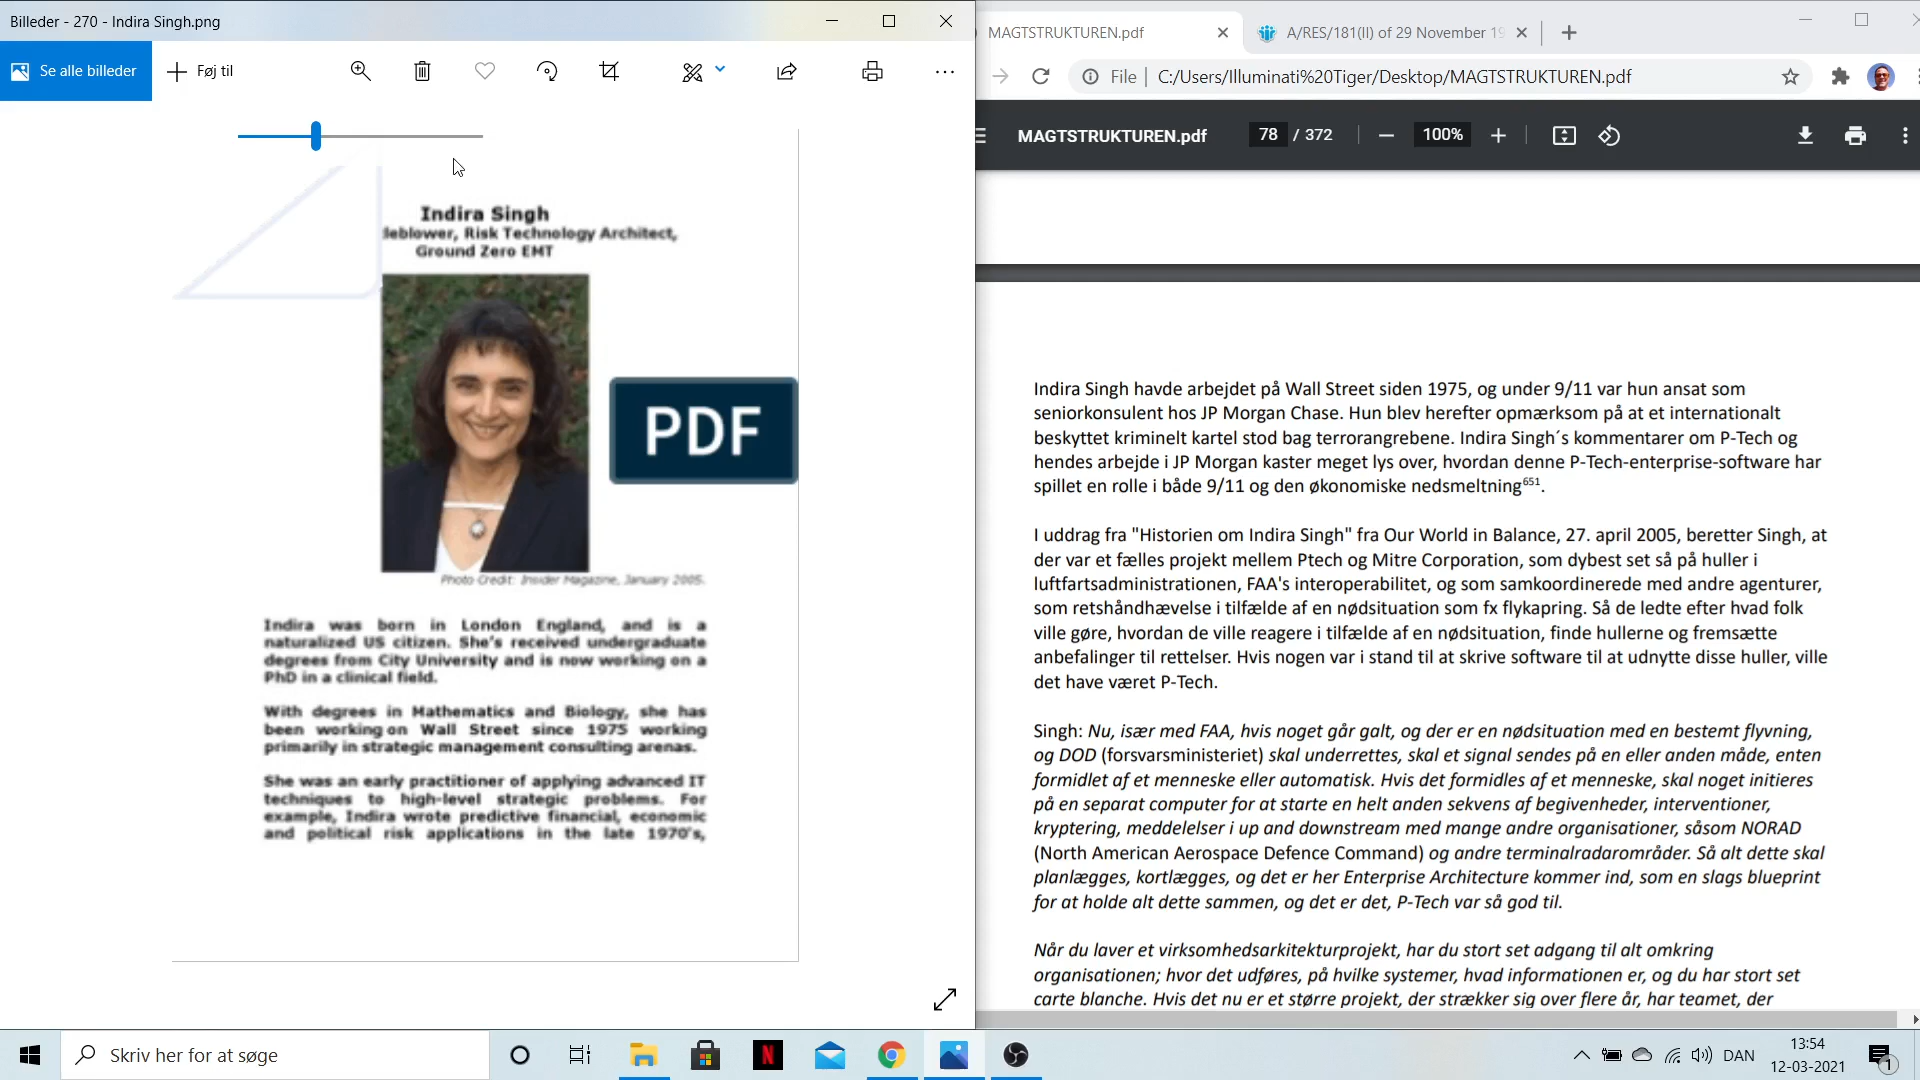 Billeder - 270 - Indira Singh.png
Se alle billeder
Føj til
Indira Singh
leblower, Risk Technology Architect,
Ground Zero EMT
PDF
Photo Credit: Insider Magazine, January 2005.
Indira was born in London England, and is a
naturalized US citizen. She's received undergraduate
degrees from City University and is now working on a
PhD in a clinical field.
With degrees in Mathematics and Biology, she has
been working on Wall Street since 1975 working
primarily in strategic management consulting arenas.
She was an early practitioner of applying advanced IT
techniques to high-level strategic problems. For
example, Indira wrote predictive financial, economic
and political risk applications in the late 1970's,
MAGTSTRUKTUREN.pdf
A/RES/181(II) of 29 November 19
File
C:/Users/Illuminati%20Tiger/Desktop/MAGTSTRUKTUREN.pdf
MAGTSTRUKTUREN.pdf
78 / 372
100%
Indira Singh havde arbejdet på Wall Street siden 1975, og under 9/11 var hun ansat som
seniorkonsulent hos JP Morgan Chase. Hun blev herefter opmærksom på at et internationalt
beskyttet kriminelt kartel stod bag terrorangrebene. Indira Singh´s kommentarer om P-Tech og
hendes arbejde i JP Morgan kaster meget lys over, hvordan denne P-Tech-enterprise-software har
spillet en rolle i både 9/11 og den økonomiske nedsmeltning651.
I uddrag fra "Historien om Indira Singh" fra Our World in Balance, 27. april 2005, beretter Singh, at
der var et fælles projekt mellem Ptech og Mitre Corporation, som dybest set så på huller i
luftfartsadministrationen, FAA's interoperabilitet, og som samkoordinerede med andre agenturer,
som retshåndhævelse i tilfælde af en nødsituation som fx flykapring. Så de ledte efter hvad folk
ville gøre, hvordan de ville reagere i tilfælde af en nødsituation, finde hullerne og fremsætte
anbefalinger til rettelser. Hvis nogen var i stand til at skrive software til at udnytte disse huller, ville
det have været P-Tech.
Singh: Nu, især med FAA, hvis noget går galt, og der er en nødsituation med en bestemt flyvning,
og DOD (forsvarsministeriet) skal underrettes, skal et signal sendes på en eller anden måde, enten
formidlet af et menneske eller automatisk. Hvis det formidles af et menneske, skal noget initieres
på en separat computer for at starte en helt anden sekvens af begivenheder, interventioner,
kryptering, meddelelser i up and downstream med mange andre organisationer, såsom NORAD
(North American Aerospace Defence Command) og andre terminalradarområder. Så alt dette skal
planlægges, kortlægges, og det er her Enterprise Architecture kommer ind, som en slags blueprint
for at holde alt dette sammen, og det er det, P-Tech var så god til.
Når du laver et virksomhedsarkitekturprojekt, har du stort set adgang til alt omkring
organisationen; hvor det udføres, på hvilke systemer, hvad informationen er, og du har stort set
carte blanche. Hvis det nu er et større projekt, der strækker sig over flere år, har teamet, der
Skriv her for at søge
N
DAN
13:54
12-03-2021
1